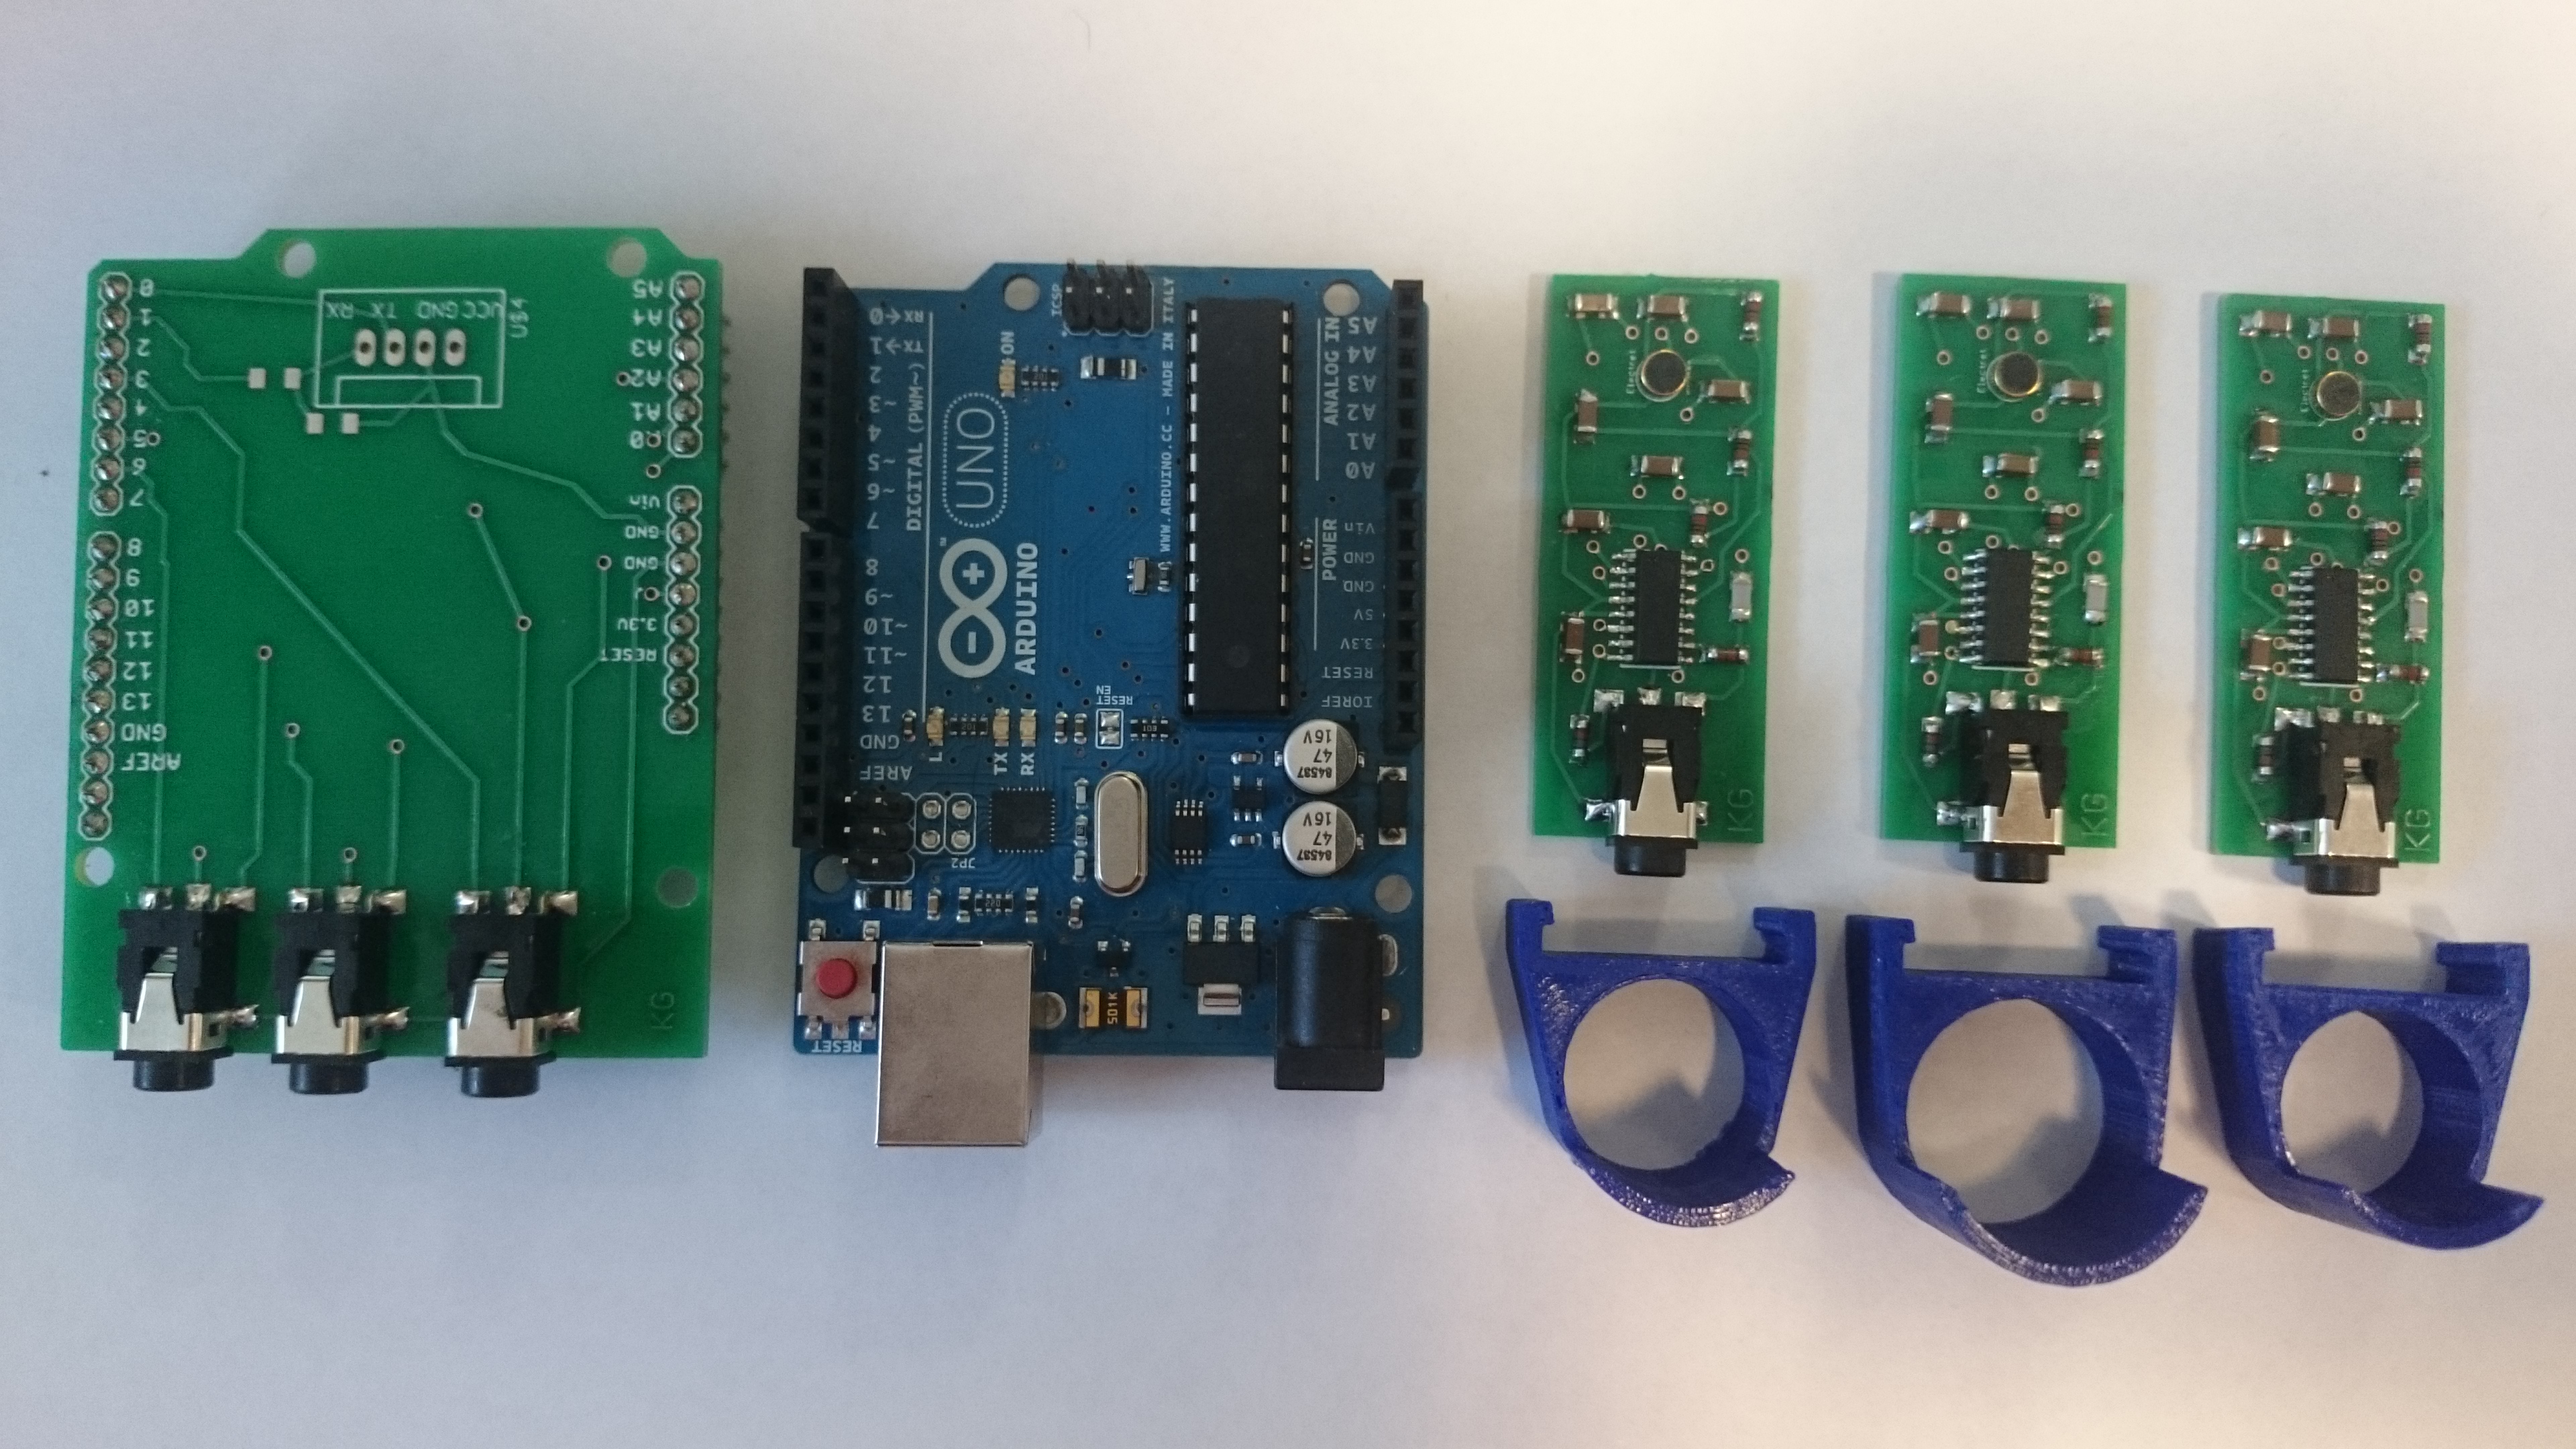 0
1
2
3
4
5
6
7
8
9
10
11
12
13
GND
AREF
RX TX GND VCC
A5
A4
A3
A2
A1
A0
Vin
GND
GND
3.3V
RESET
KG
RX←0
TX→1
2
~3
4
~5
~6
7
8
~9
~10
~11
12
13
GND
AREF
DIGITAL (PWM~)
UNO
ARDUINO
ON
ICSP
WWW.ARDUINO.CC - MADE IN ITALY
ANALOG IN
A5
A4
A3
A2
A1
A0
POWER
Vin
GND
GND
5V
3.3V
RESET
IOREF
RESET EN
L
TX
RX
JP2
RESET
501K
47
16V
47
16V
Electret
KG
Electret
KG
Electret
KG